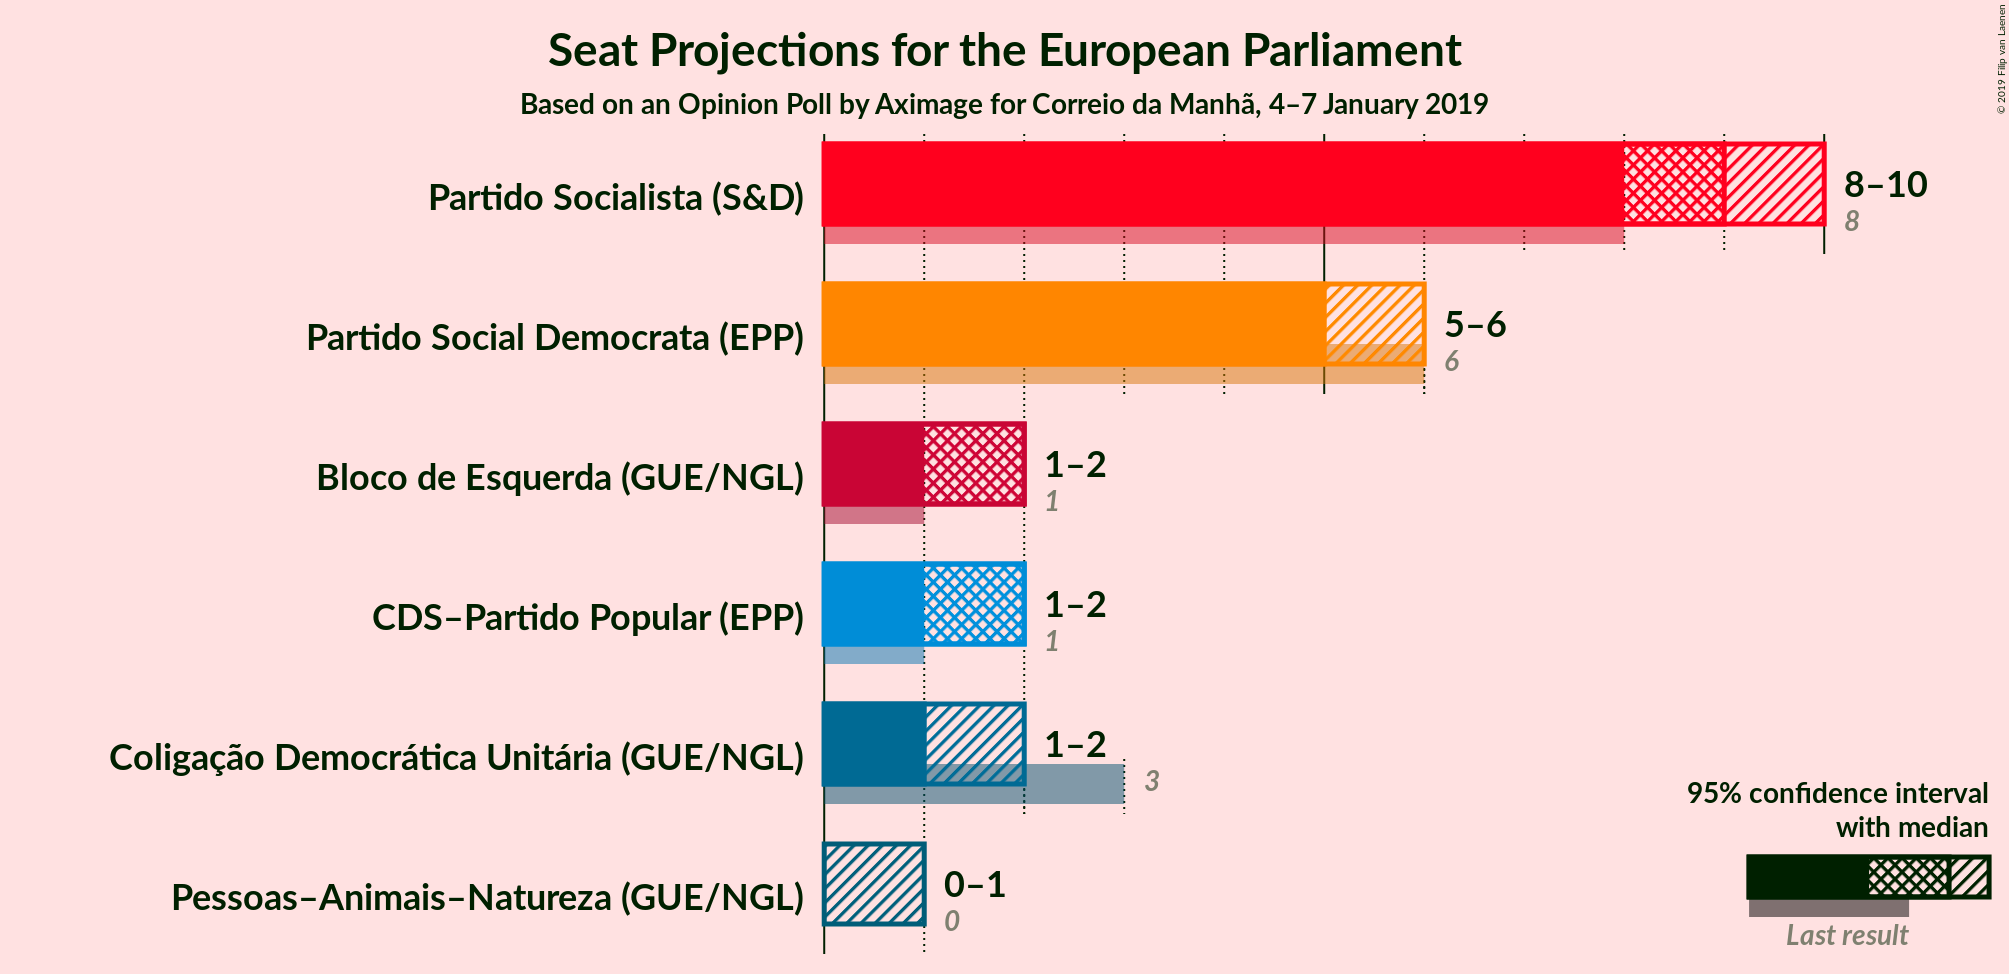 Seat Projections for the European Parliament
Based on an Opinion Poll by Aximage for Correio da Manhã, 4–7 January 2019
© 2019 Filip van Laenen
Partido Socialista (S&D)
8–10
8
Partido Social Democrata (EPP)
5–6
6
Bloco de Esquerda (GUE/NGL)
1–2
1
CDS–Partido Popular (EPP)
1–2
1
Coligação Democrática Unitária (GUE/NGL)
1–2
3
Pessoas–Animais–Natureza (GUE/NGL)
0–1
0
95% confidence interval
with median
Last result